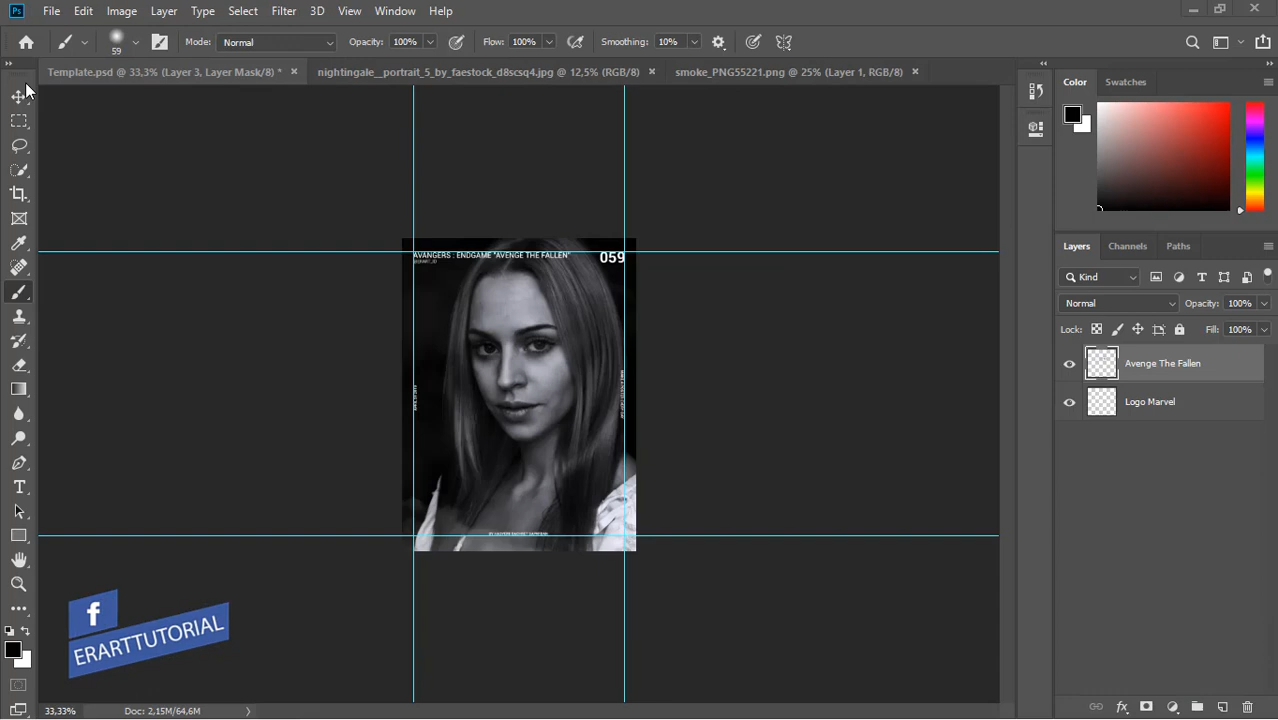 Ps File Edit Image Layer Type Select Filter 3D View Window Help
59 Mode: Normal Opacity: 100% Flow: 100% Smoothing: 10%
Template.psd @ 33,3% (Layer 3, Layer Mask/8) * nightingale__portrait_5_by_faestock_d8scsq4.jpg @ 12,5% (RGB/8) smoke_PNG55221.png @ 25% (Layer 1, RGB/8)
Color Swatches
Layers Channels Paths
Kind
Normal Opacity: 100%
Lock: Fill: 100%
Avenge The Fallen
Logo Marvel
AVANGERS : ENDGAME "AVENGE THE FALLEN" 059
f
ERARTTUTORIAL
33,33% Doc: 2,15M/64,6M